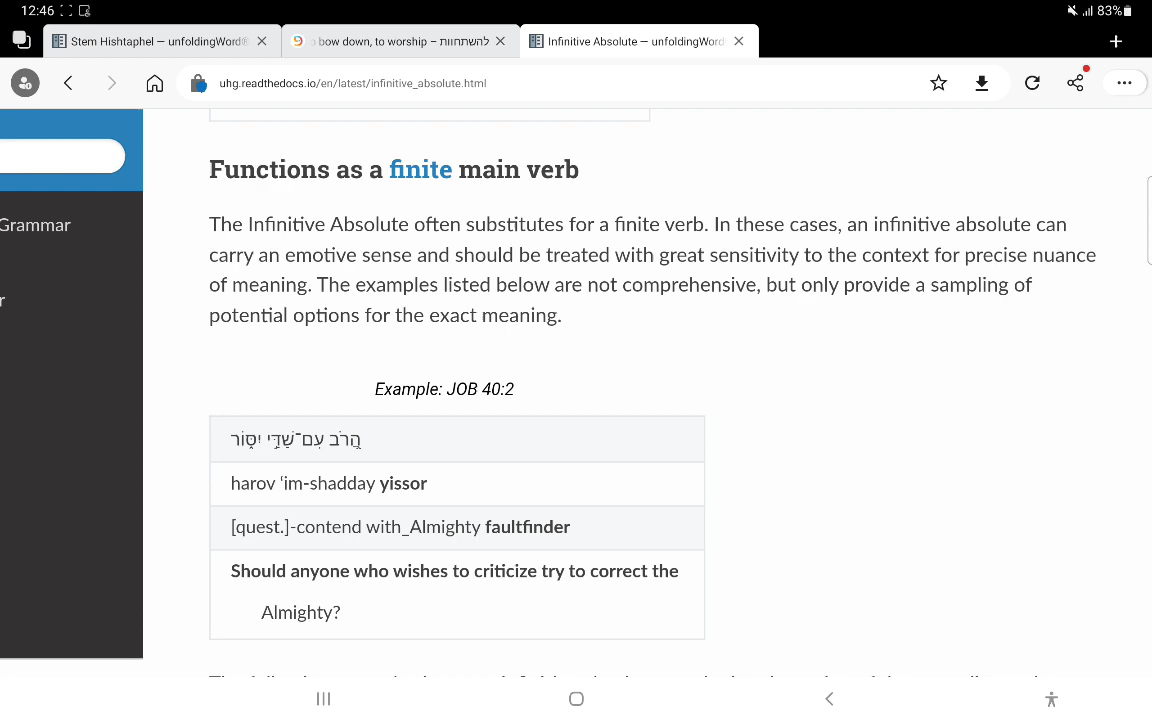 12:46
83%
Stem Hishtaphel — unfoldingWord®
bow down, to worship – להשתחוות
Infinitive Absolute — unfoldingWord
uhg.readthedocs.io/en/latest/infinitive_absolute.html
Grammar
r
Functions as a finite main verb
The Infinitive Absolute often substitutes for a finite verb. In these cases, an infinitive absolute can
carry an emotive sense and should be treated with great sensitivity to the context for precise nuance
of meaning. The examples listed below are not comprehensive, but only provide a sampling of
potential options for the exact meaning.
Example: JOB 40:2
הֲ֭רֹב עִם־שַׁדַּ֣י יִסּ֑וֹר
harov ‘im-shadday yissor
[quest.]-contend with_Almighty faultfinder
Should anyone who wishes to criticize try to correct the
Almighty?